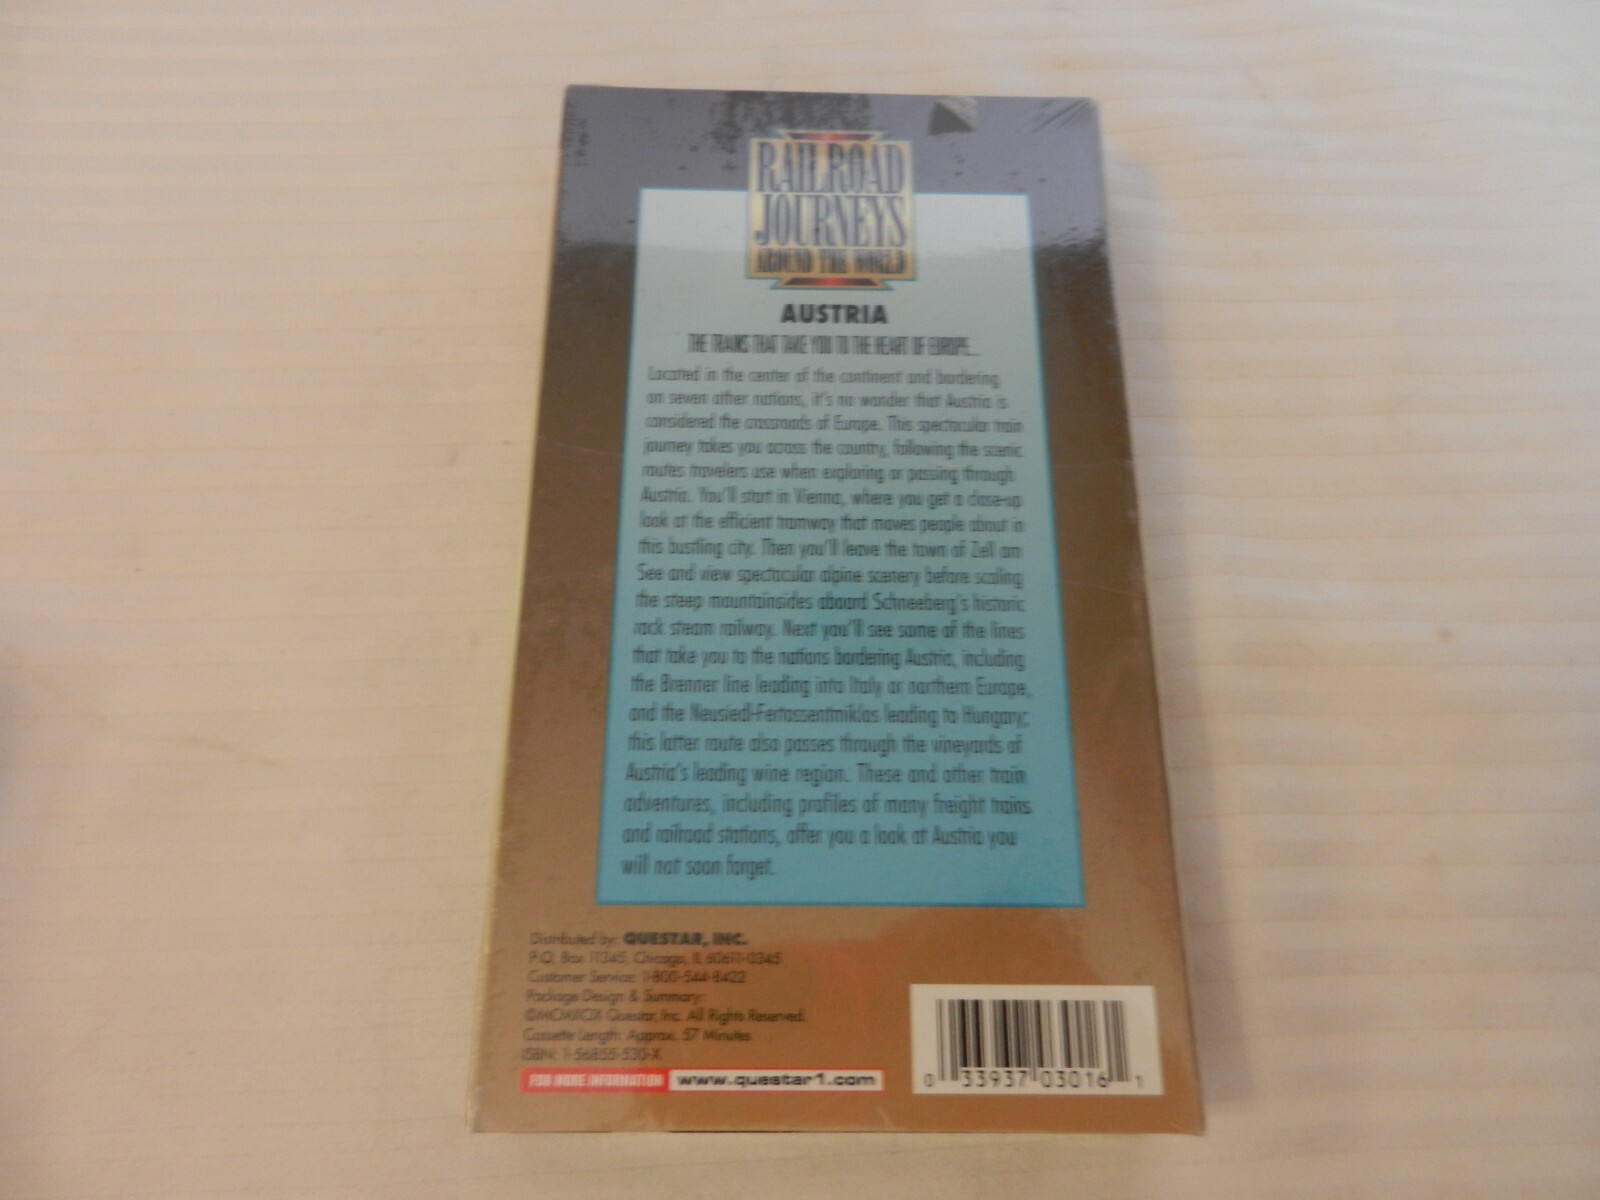 RAILROAD
JOURNEYS
AROUND THE WORLD
AUSTRIA
THE TRAINS THAT TAKE YOU TO THE HEART OF EUROPE...
Located in the center of the continent and bordering
on seven other nations, it's no wonder that Austria is
considered the crossroads of Europe. This spectacular train
journey takes you across the country, following the scenic
routes travelers use when exploring or passing through
Austria. You'll start in Vienna, where you get a close-up
look at the efficient tramway that moves people about in
this bustling city. Then you'll leave the town of Zell am
See and view spectacular alpine scenery before scaling
the steep mountainsides aboard Schneeberg's historic
rack steam railway. Next you'll see some of the lines
that take you to the nations bordering Austria, including
the Brenner line leading into Italy or northern Europe,
and the Neusiedl-Fertossentmiklos leading to Hungary;
this latter route also passes through the vineyards of
Austria's leading wine region. These and other train
adventures, including profiles of many freight trains
and railroad stations, offer you a look at Austria you
will not soon forget.
Distributed by: QUESTAR, INC.
P.O. Box 11345, Chicago, IL 60611-0345
Customer Service: 1-800-544-8422
Package Design & Summary:
©MCMXCIX Questar, Inc. All Rights Reserved.
Cassette Length: Approx. 57 Minutes
ISBN: 1-56855-530-X
FOR MORE INFORMATION www.questar1.com
0 33937 03016 1